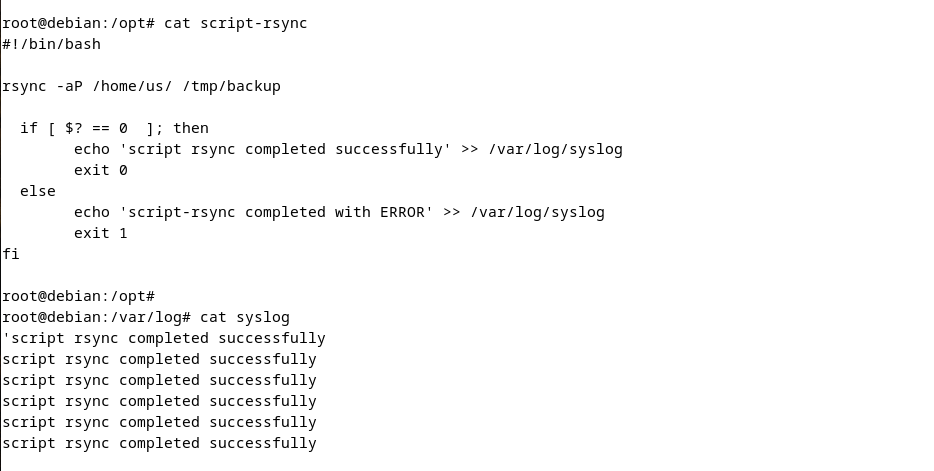 root@debian:/opt# cat script-rsync
#!/bin/bash
rsync -aP /home/us/ /tmp/backup
if [ $? == 0  ]; then
echo 'script rsync completed successfully' >> /var/log/syslog
exit 0
else
echo 'script-rsync completed with ERROR' >> /var/log/syslog
exit 1
fi
root@debian:/opt#
root@debian:/var/log# cat syslog
'script rsync completed successfully
script rsync completed successfully
script rsync completed successfully
script rsync completed successfully
script rsync completed successfully
script rsync completed successfully